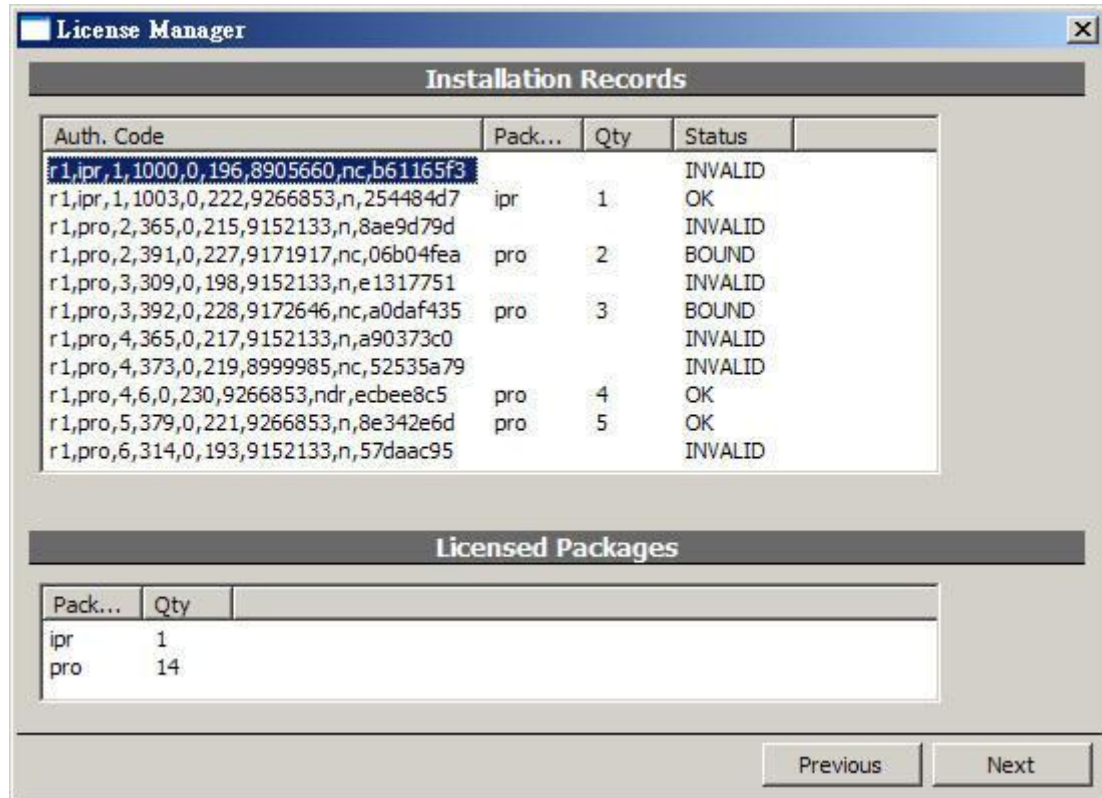 License Manager
Installation Records
Auth. Code Pack... Qty Status
r1,ipr,1,1000,0,196,8905660,nc,b61165f3 INVALID
r1,ipr,1,1003,0,222,9266853,n,254484d7 ipr 1 OK
r1,pro,2,365,0,215,9152133,n,8ae9d79d INVALID
r1,pro,2,391,0,227,9171917,nc,06b04fea pro 2 BOUND
r1,pro,3,309,0,198,9152133,n,e1317751 INVALID
r1,pro,3,392,0,228,9172646,nc,a0daf435 pro 3 BOUND
r1,pro,4,365,0,217,9152133,n,a90373c0 INVALID
r1,pro,4,373,0,219,8999985,nc,52535a79 INVALID
r1,pro,4,6,0,230,9266853,ndr,ecbee8c5 pro 4 OK
r1,pro,5,379,0,221,9266853,n,8e342e6d pro 5 OK
r1,pro,6,314,0,193,9152133,n,57daac95 INVALID
Licensed Packages
Pack... Qty
ipr 1
pro 14
Previous Next